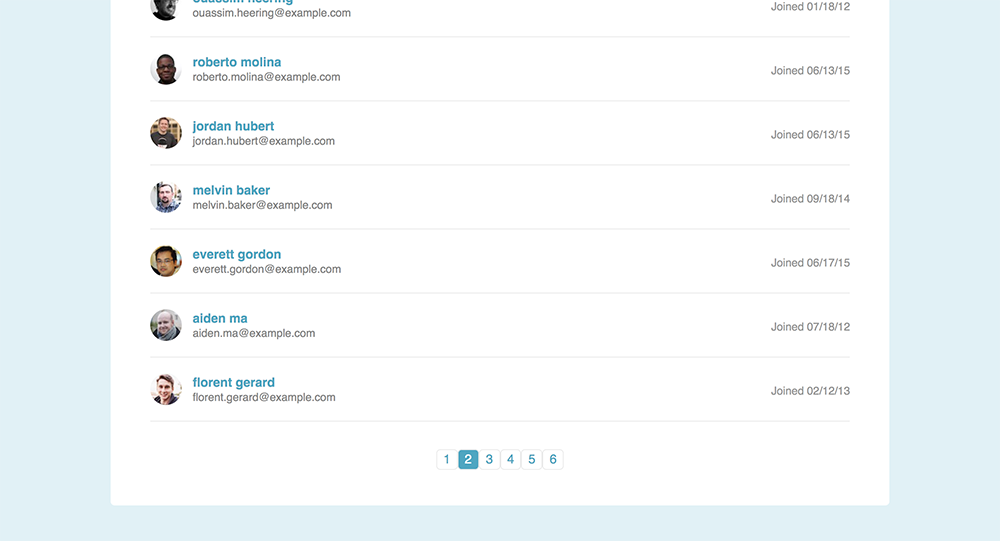 ouassim heering
ouassim.heering@example.com
Joined 01/18/12
roberto molina
roberto.molina@example.com
Joined 06/13/15
jordan hubert
jordan.hubert@example.com
Joined 06/13/15
melvin baker
melvin.baker@example.com
Joined 09/18/14
everett gordon
everett.gordon@example.com
Joined 06/17/15
aiden ma
aiden.ma@example.com
Joined 07/18/12
florent gerard
florent.gerard@example.com
Joined 02/12/13
1 2 3 4 5 6